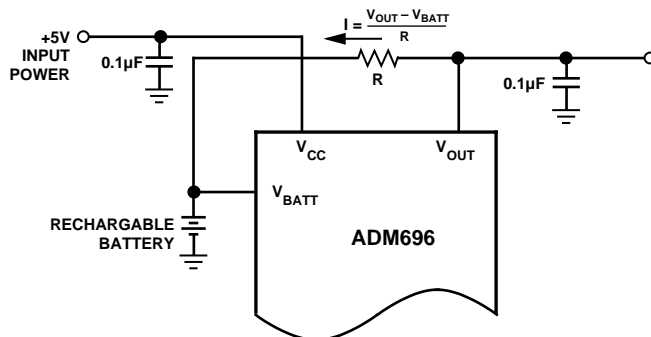 +5V
INPUT
POWER
0.1µF
I = (V_OUT – V_BATT) / R
R
0.1µF
V_CC
V_OUT
V_BATT
RECHARGABLE
BATTERY
ADM696